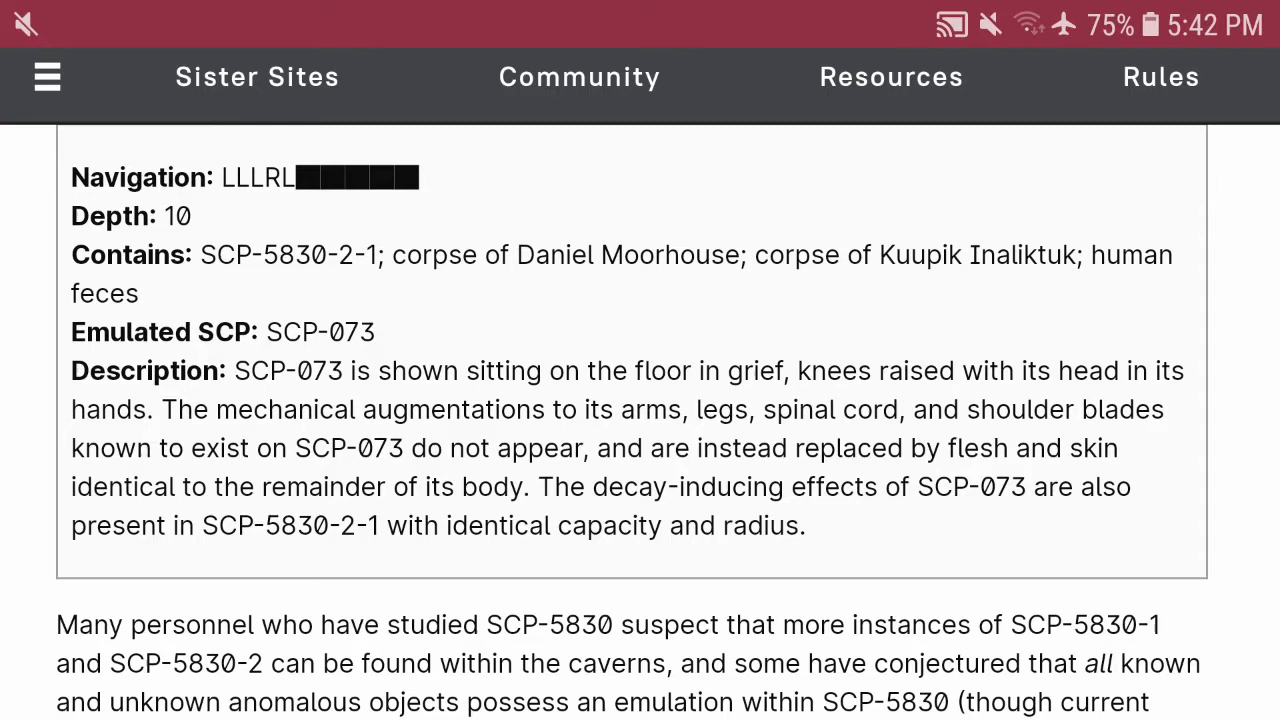 75% 5:42 PM
Sister Sites Community Resources Rules
Navigation: LLLRL█████
Depth: 10
Contains: SCP-5830-2-1; corpse of Daniel Moorhouse; corpse of Kuupik Inaliktuk; human
feces
Emulated SCP: SCP-073
Description: SCP-073 is shown sitting on the floor in grief, knees raised with its head in its
hands. The mechanical augmentations to its arms, legs, spinal cord, and shoulder blades
known to exist on SCP-073 do not appear, and are instead replaced by flesh and skin
identical to the remainder of its body. The decay-inducing effects of SCP-073 are also
present in SCP-5830-2-1 with identical capacity and radius.
Many personnel who have studied SCP-5830 suspect that more instances of SCP-5830-1
and SCP-5830-2 can be found within the caverns, and some have conjectured that all known
and unknown anomalous objects possess an emulation within SCP-5830 (though current